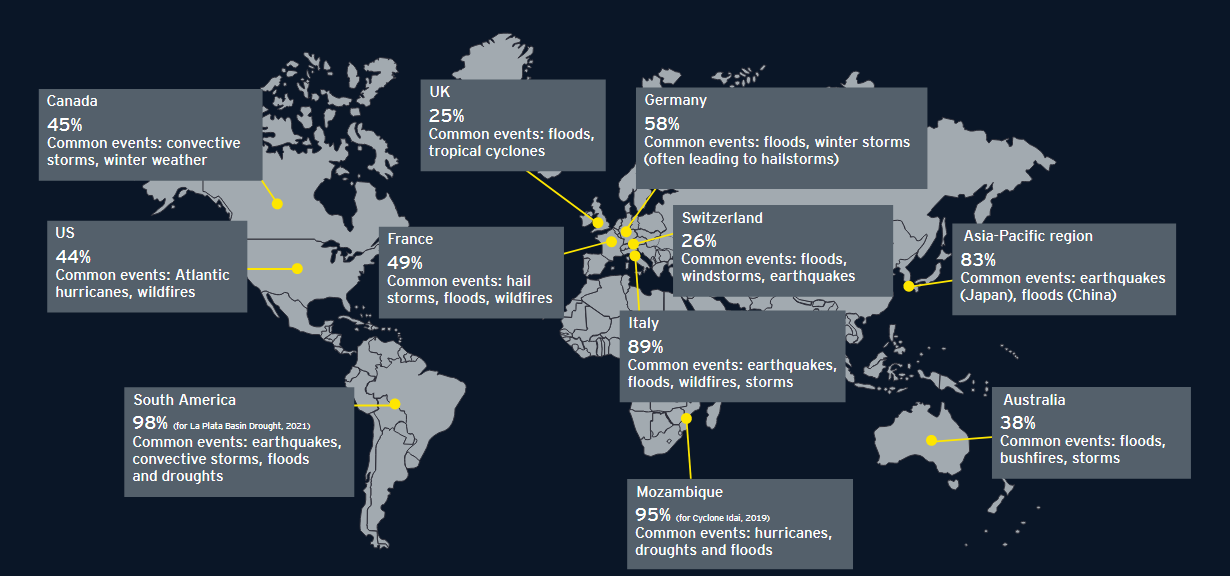 Canada
45%
Common events: convective
storms, winter weather
UK
25%
Common events: floods,
tropical cyclones
Germany
58%
Common events: floods, winter storms
(often leading to hailstorms)
US
44%
Common events: Atlantic
hurricanes, wildfires
France
49%
Common events: hail
storms, floods, wildfires
Switzerland
26%
Common events: floods,
windstorms, earthquakes
Asia-Pacific region
83%
Common events: earthquakes
(Japan), floods (China)
Italy
89%
Common events: earthquakes,
floods, wildfires, storms
South America
98% (for La Plata Basin Drought, 2021)
Common events: earthquakes,
convective storms, floods
and droughts
Australia
38%
Common events: floods,
bushfires, storms
Mozambique
95% (for Cyclone Idai, 2019)
Common events: hurricanes,
droughts and floods